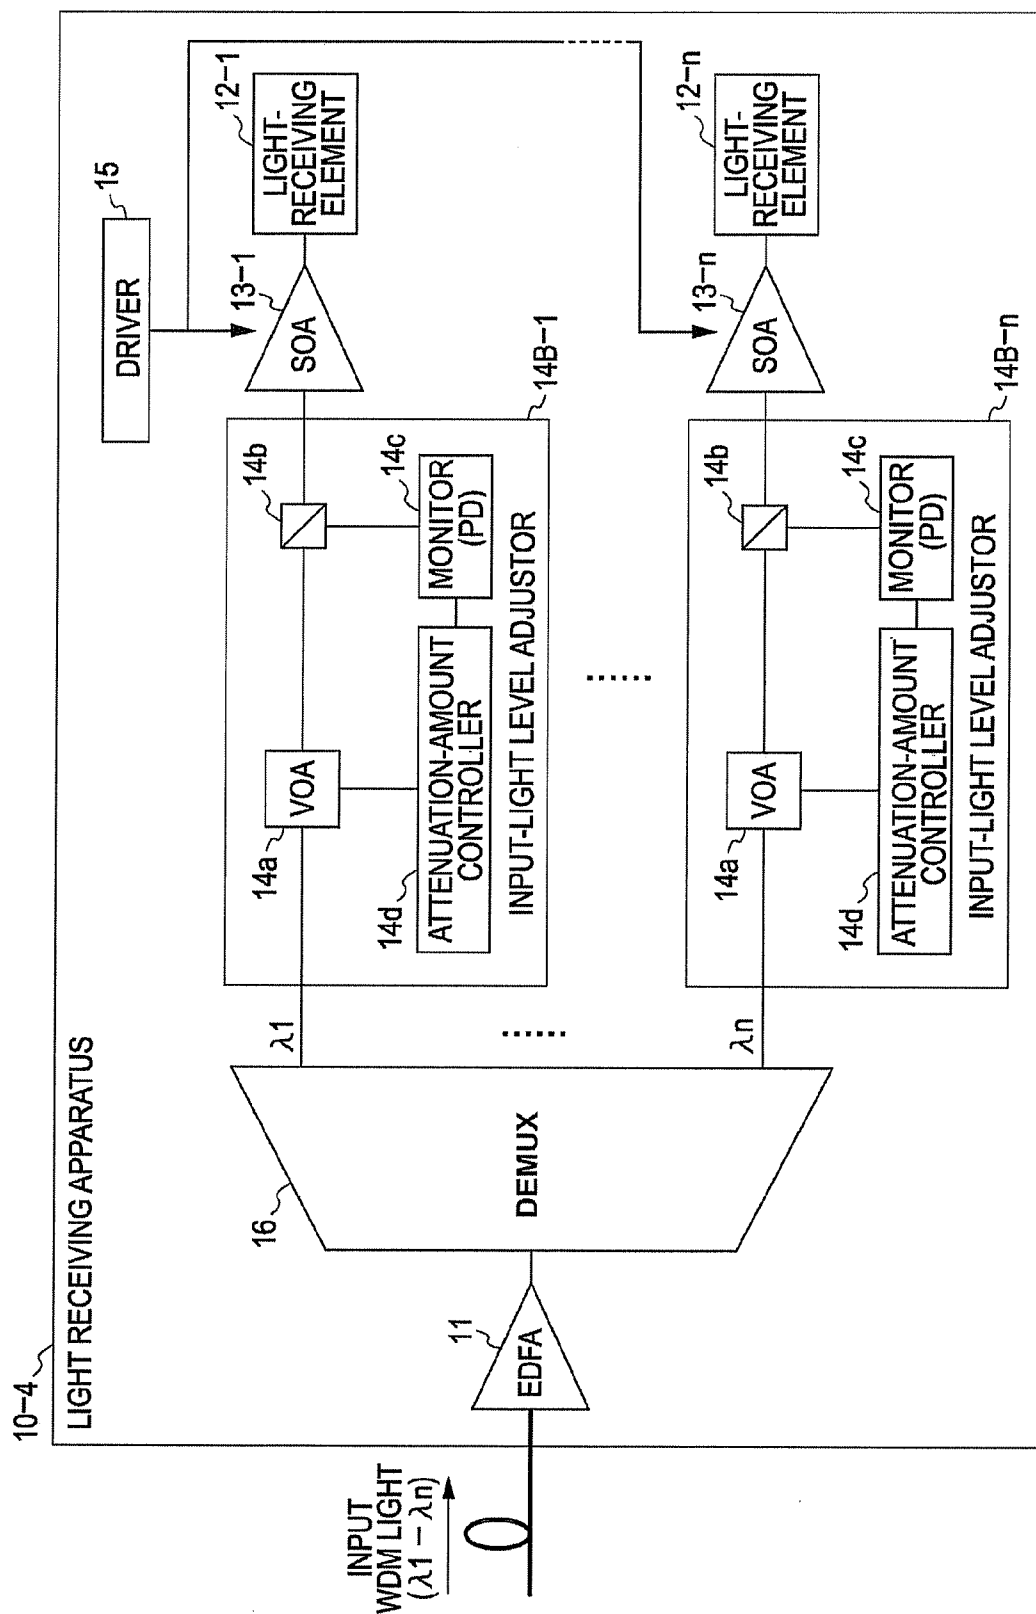 10-4
LIGHT RECEIVING APPARATUS
INPUT
WDM LIGHT
(λ1 – λn)
11
EDFA
16
DEMUX
λ1
λn
14a
VOA
14b
14d
ATTENUATION-AMOUNT
CONTROLLER
14c
MONITOR
(PD)
INPUT-LIGHT LEVEL ADJUSTOR
14B-1
DRIVER
15
13-1
SOA
12-1
LIGHT-
RECEIVING
ELEMENT
14a
VOA
14b
14d
ATTENUATION-AMOUNT
CONTROLLER
14c
MONITOR
(PD)
INPUT-LIGHT LEVEL ADJUSTOR
14B-n
13-n
SOA
12-n
LIGHT-
RECEIVING
ELEMENT